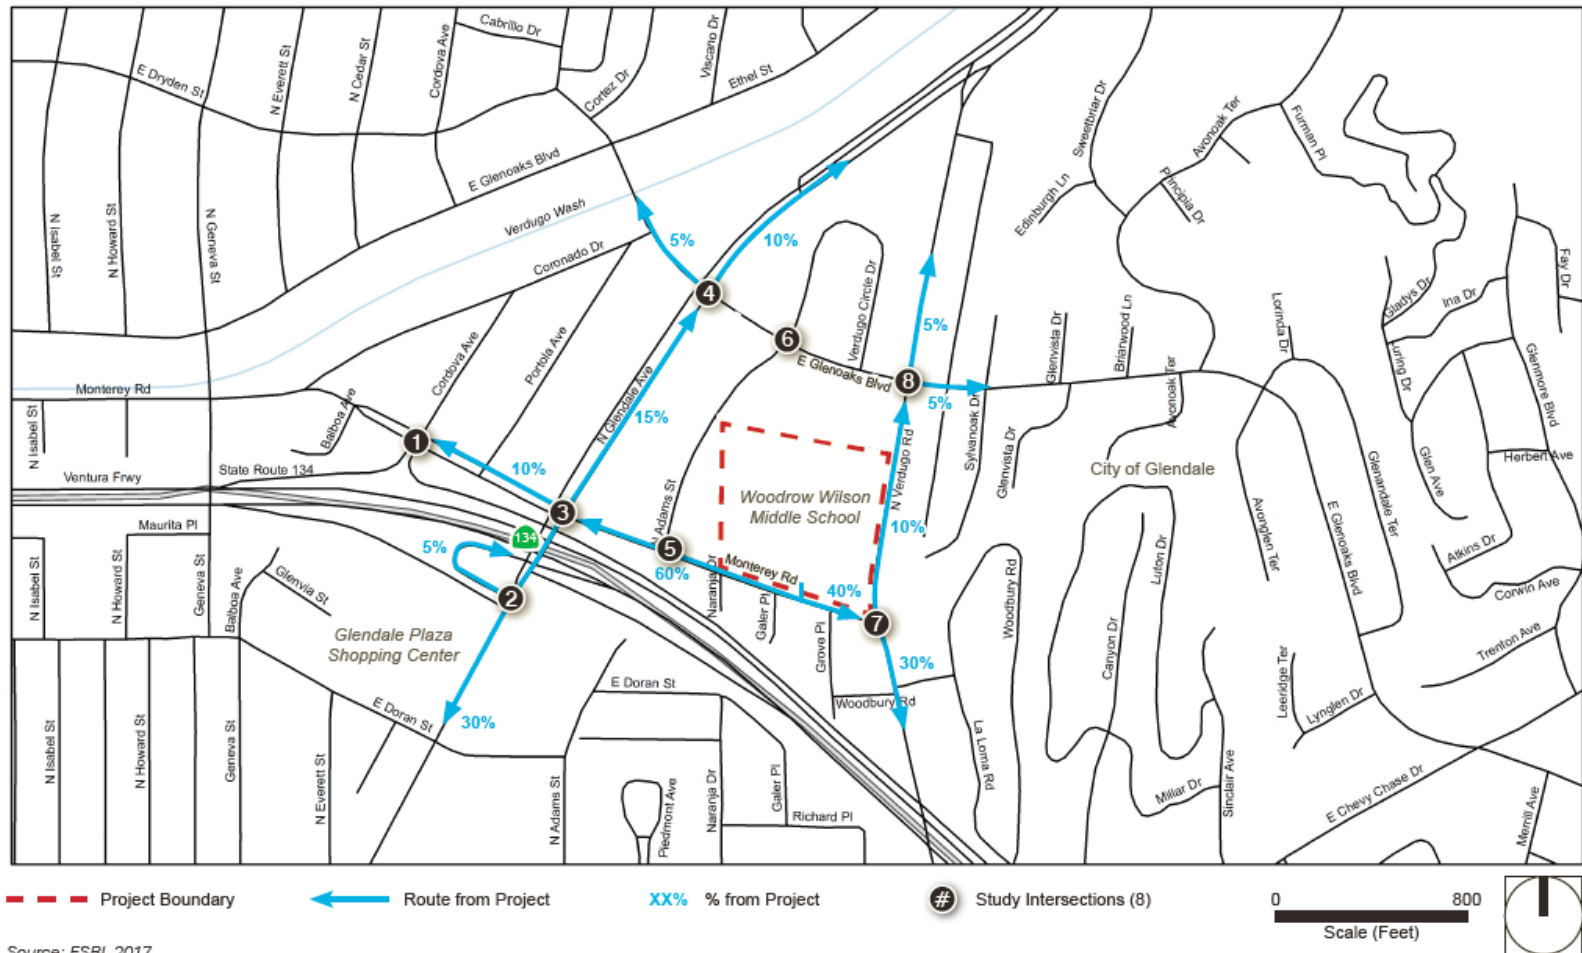 Cabrillo Dr
E Dryden St
N Everett St
N Cedar St
Cordova Ave
Cortez Dr
Viscano Dr
Ethel St
E Glenoaks Blvd
Verdugo Wash
Coronado Dr
N Isabel St
N Howard St
N Geneva St
Sweetbriar Dr
Avonoak Ter
Furman Pl
Principia Dr
Edinburgh Ln
Fay Dr
5%
10%
4
6
Verdugo Circle Dr
5%
8
E Glenoaks Blvd
5%
Gladys Dr
Ina Dr
Lorinda Dr
Glenvista Dr
Briarwood Ln
Avonoak Ter
uring Dr
Glenmore Blvd
Monterey Rd
Cordova Ave
Portola Ave
N Glendale Ave
15%
Balboa Ave
N Isabel St
1
10%
Ventura Frwy
State Route 134
Maurita Pl
3
134
5%
2
N Adams St
5
60%
Monterey Rd
Woodrow Wilson
Middle School
N Verdugo Rd
10%
40%
7
30%
Sylvanoak Dr
Glenvista Dr
City of Glendale
Glen Ave
Herbert Ave
Glenandale Ter
E Glenoaks Blvd
Avonglen Ter
Atkins Dr
Corwin Ave
Trenton Ave
N Isabel St
N Howard St
Geneva St
Balboa Ave
Glenvia St
Glendale Plaza
Shopping Center
Naranja Dr
Galer Pl
Grove Pl
Woodbury Rd
Woodbury Rd
Luton Dr
Canyon Dr
Leeridge Ter
Lynglen Dr
E Doran St
E Doran St
30%
N Isabel St
N Howard St
Geneva St
N Everett St
N Adams St
Piedmont Ave
Naranja Dr
Galer Pl
Richard Pl
La Loma Rd
Millar Dr
Sinclair Ave
E Chevy Chase Dr
Merrill Ave
Project Boundary
Route from Project
XX% % from Project
# Study Intersections (8)
0 800
Scale (Feet)
Source: ESRI, 2017